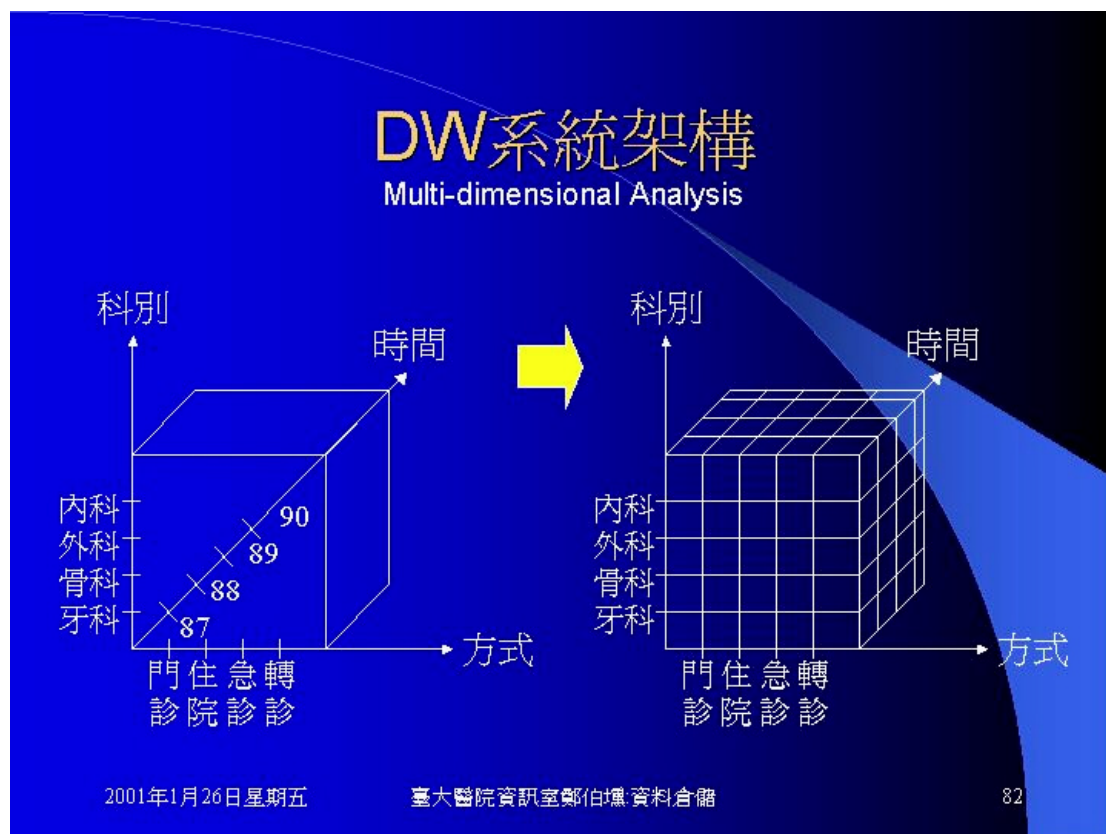 DW系統架構
Multi-dimensional Analysis
科別
時間
內科
外科
骨科
牙科
90
89
88
87
方式
門診
住院
急診
轉診
科別
時間
內科
外科
骨科
牙科
方式
門診
住院
急診
轉診
2001年1月26日星期五
臺大醫院資訊室鄭伯壎:資料倉儲
82